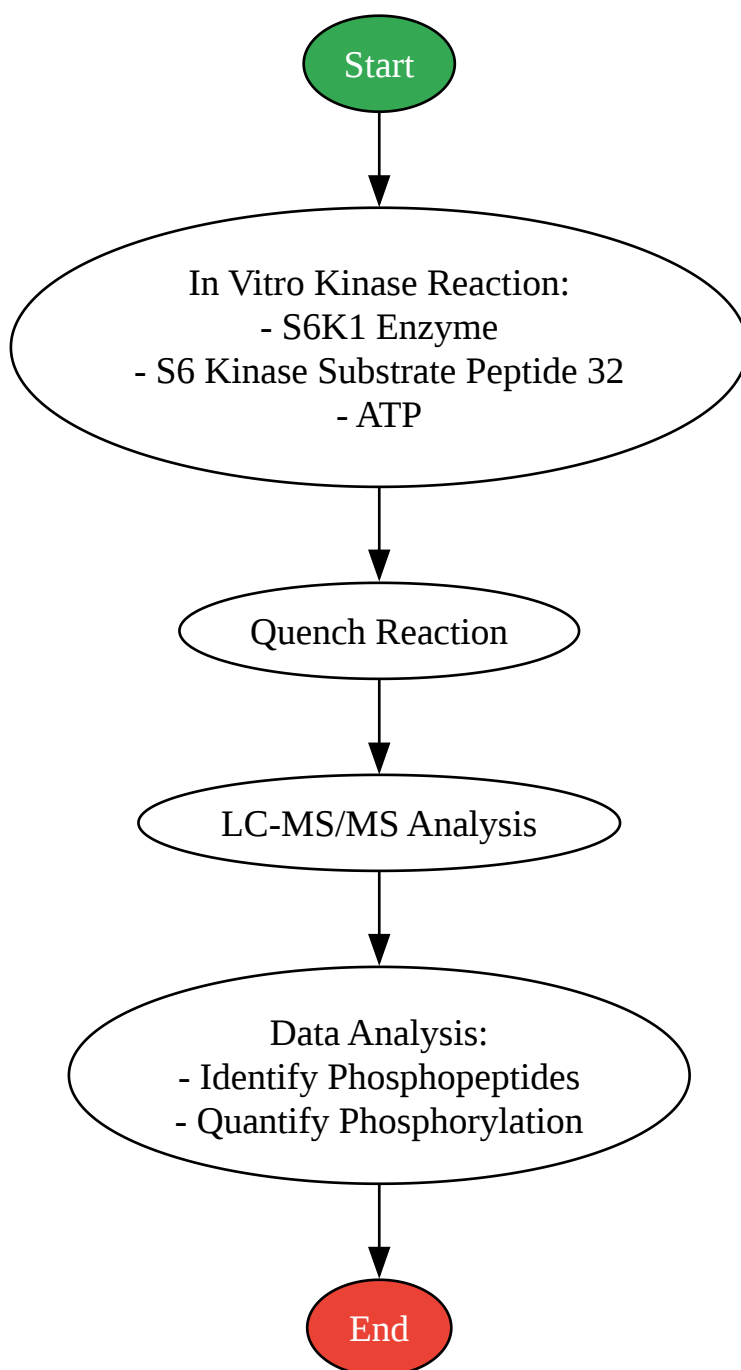 Start
In Vitro Kinase Reaction:
- S6K1 Enzyme
- S6 Kinase Substrate Peptide 32
- ATP
Quench Reaction
LC-MS/MS Analysis
Data Analysis:
- Identify Phosphopeptides
- Quantify Phosphorylation
End